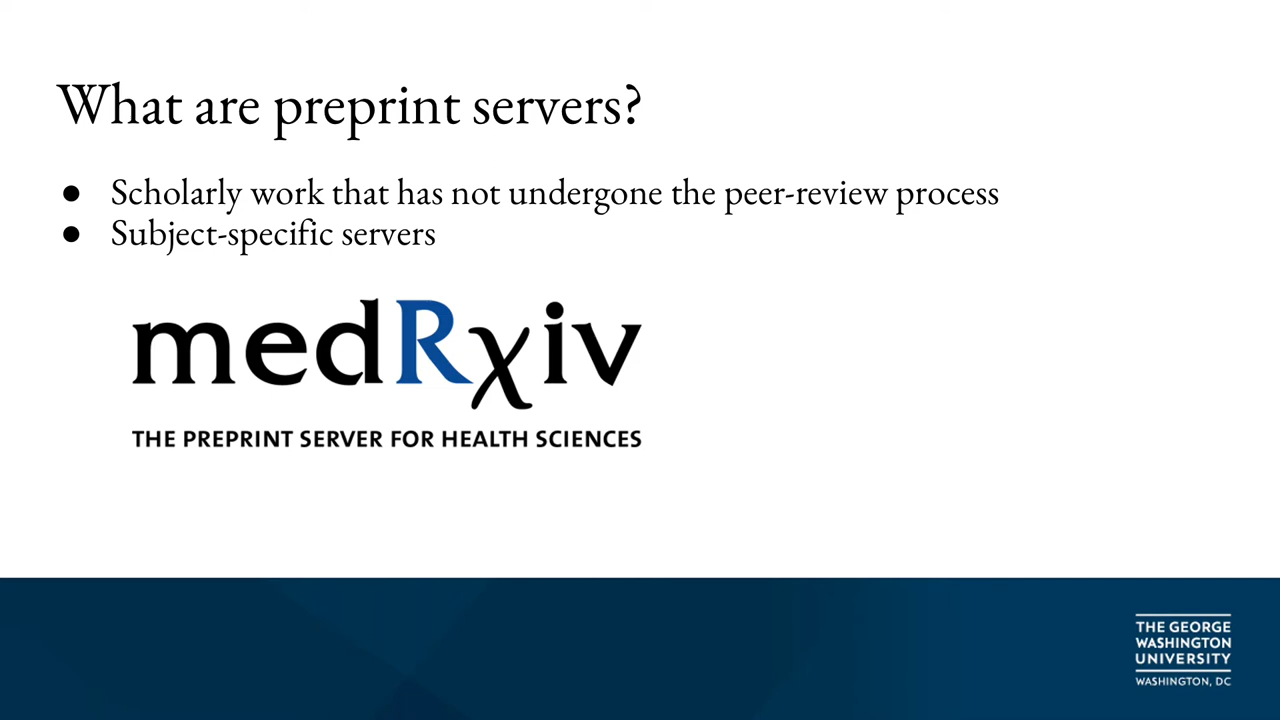 What are preprint servers?
● Scholarly work that has not undergone the peer-review process
● Subject-specific servers
medRχiv
THE PREPRINT SERVER FOR HEALTH SCIENCES
THE GEORGE
WASHINGTON
UNIVERSITY
WASHINGTON, DC